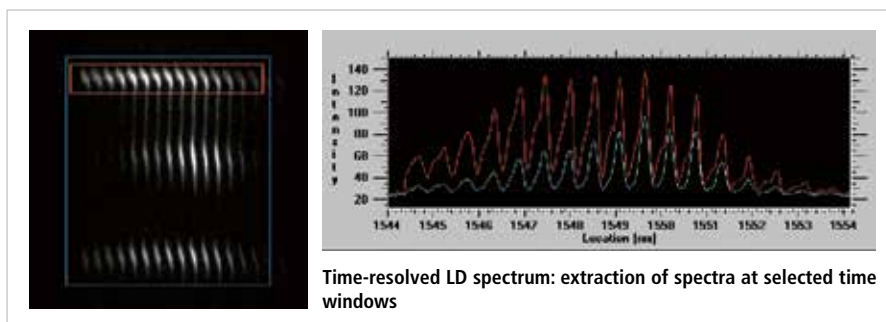 Intensity
140
120
100
80
60
40
20
1544 1545 1546 1547 1548 1549 1550 1551 1552 1553 1554
Location [nm]
Time-resolved LD spectrum: extraction of spectra at selected time
windows